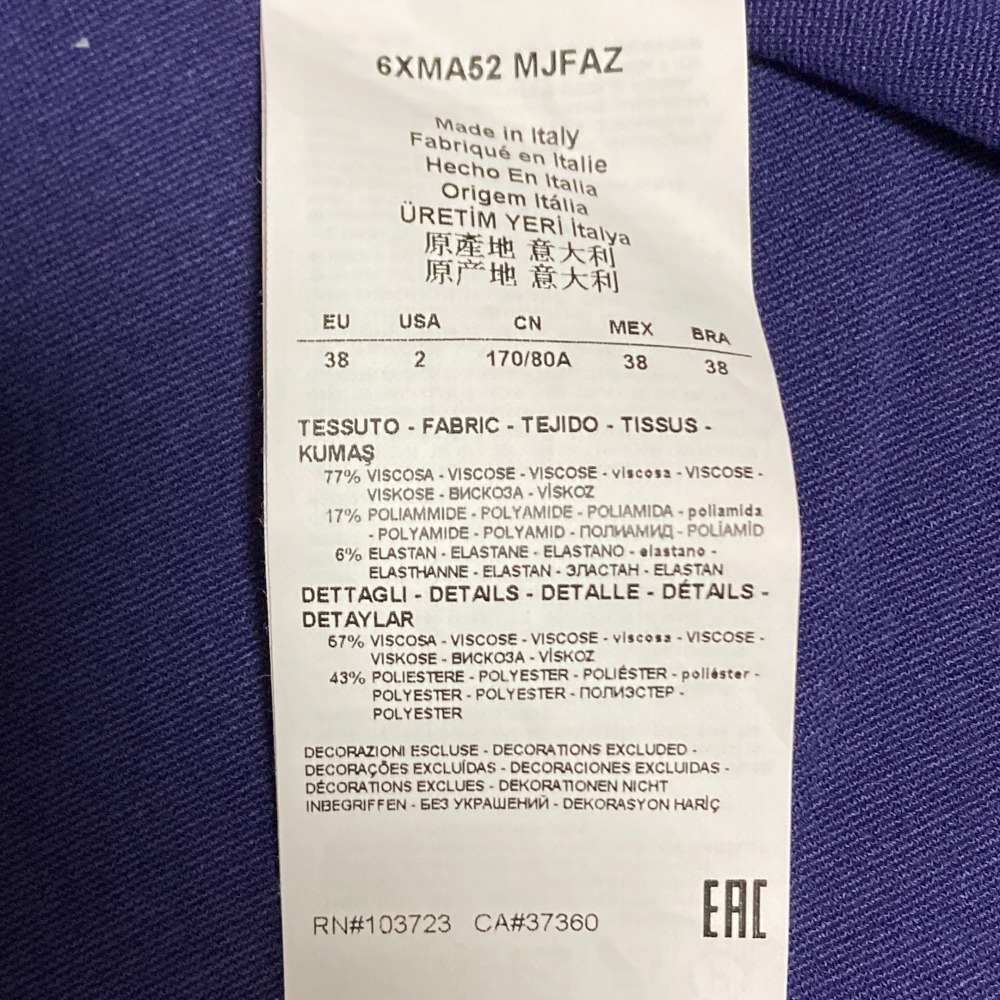 6XMA52 MJFAZ
Made in Italy
Fabriqué en Italie
Hecho En Italia
Origem Itália
ÜRETİM YERİ İtalya
原產地 意大利
原产地 意大利
EU USA CN MEX BRA
38 2 170/80A 38 38
TESSUTO - FABRIC - TEJIDO - TISSUS -
KUMAŞ
77% VISCOSA - VISCOSE - VISCOSE - viscosa - VISCOSE -
VISKOSE - ВИСКОЗА - VİSKOZ
17% POLIAMMIDE - POLYAMIDE - POLIAMIDA - poliamida
- POLYAMIDE - POLYAMID - ПОЛИАМИД - POLİAMİD
6% ELASTAN - ELASTANE - ELASTANO - elastano -
ELASTHANNE - ELASTAN - ЭЛАСТАН - ELASTAN
DETTAGLI - DETAILS - DETALLE - DÉTAILS -
DETAYLAR
67% VISCOSA - VISCOSE - VISCOSE - viscosa - VISCOSE -
VISKOSE - ВИСКОЗА - VİSKOZ
43% POLIESTERE - POLYESTER - POLIÉSTER - poliéster -
POLYESTER - POLYESTER - ПОЛИЭСТЕР -
POLYESTER
DECORAZIONI ESCLUSE - DECORATIONS EXCLUDED -
DECORAÇÕES EXCLUÍDAS - DECORACIONES EXCLUIDAS -
DÉCORATIONS EXCLUES - DEKORATIONEN NICHT
INBEGRIFFEN - БЕЗ УКРАШЕНИЙ - DEKORASYON HARİÇ
RN#103723 CA#37360 EAC